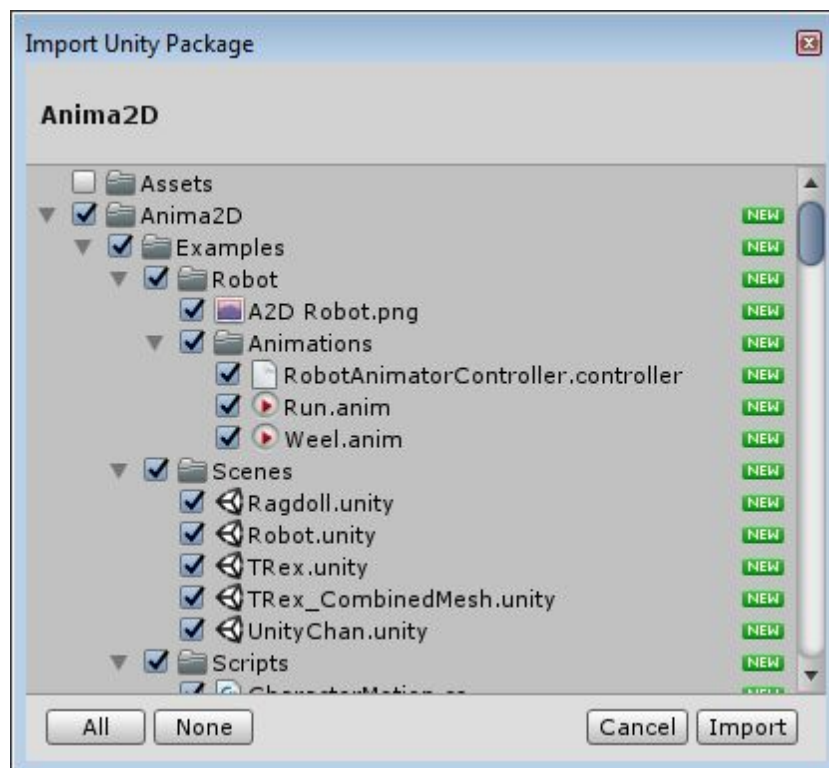 Import Unity Package
Anima2D
Assets
Anima2D NEW
Examples NEW
Robot NEW
A2D Robot.png NEW
Animations NEW
RobotAnimatorController.controller NEW
Run.anim NEW
Weel.anim NEW
Scenes NEW
Ragdoll.unity NEW
Robot.unity NEW
TRex.unity NEW
TRex_CombinedMesh.unity NEW
UnityChan.unity NEW
Scripts NEW
All None Cancel Import